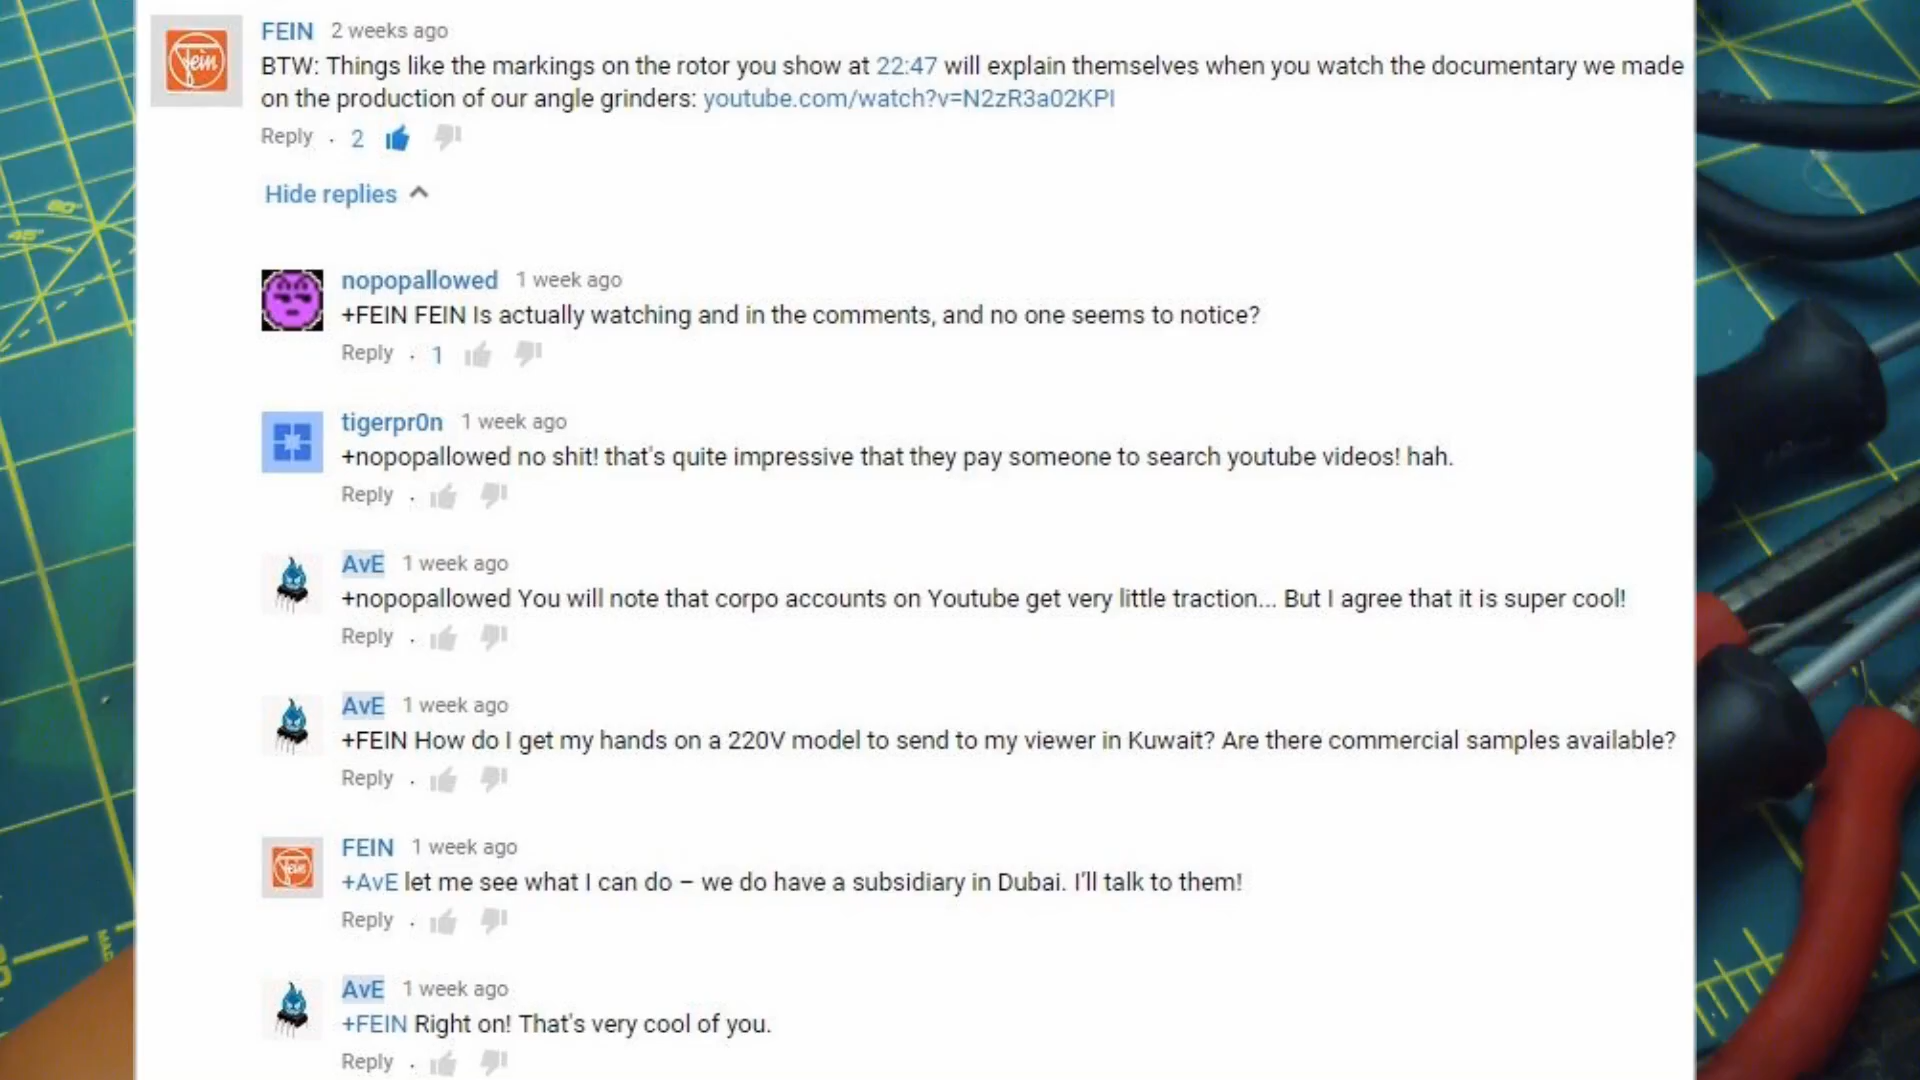 FEIN 2 weeks ago
BTW: Things like the markings on the rotor you show at 22:47 will explain themselves when you watch the documentary we made
on the production of our angle grinders: youtube.com/watch?v=N2zR3a02KPI
Reply . 2
Hide replies
nopopallowed 1 week ago
+FEIN FEIN Is actually watching and in the comments, and no one seems to notice?
Reply . 1
tigerpr0n 1 week ago
+nopopallowed no shit! that's quite impressive that they pay someone to search youtube videos! hah.
Reply .
AvE 1 week ago
+nopopallowed You will note that corpo accounts on Youtube get very little traction... But I agree that it is super cool!
Reply .
AvE 1 week ago
+FEIN How do I get my hands on a 220V model to send to my viewer in Kuwait? Are there commercial samples available?
Reply .
FEIN 1 week ago
+AvE let me see what I can do – we do have a subsidiary in Dubai. I'll talk to them!
Reply .
AvE 1 week ago
+FEIN Right on! That's very cool of you.
Reply .
Fein
Fein
45°